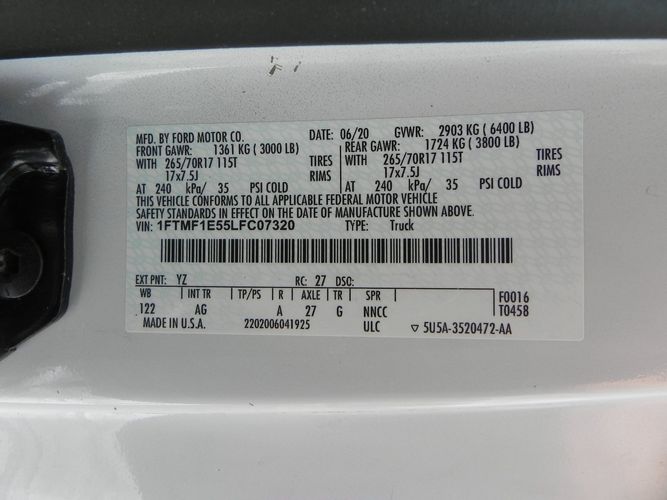 MFD. BY FORD MOTOR CO. DATE: 06/20 GVWR: 2903 KG ( 6400 LB)
FRONT GAWR: 1361 KG ( 3000 LB) REAR GAWR: 1724 KG ( 3800 LB)
WITH 265/70R17 115T TIRES WITH 265/70R17 115T TIRES
17x7.5J RIMS 17x7.5J RIMS
AT 240 kPa/ 35 PSI COLD AT 240 kPa/ 35 PSI COLD
THIS VEHICLE CONFORMS TO ALL APPLICABLE FEDERAL MOTOR VEHICLE
SAFETY STANDARDS IN EFFECT ON THE DATE OF MANUFACTURE SHOWN ABOVE.
VIN: 1FTMF1E55LFC07320 TYPE: Truck
EXT PNT: YZ RC: 27 DSO:
WB INT TR TP/PS R AXLE TR SPR F0016
122 AG A 27 G NNCC T0458
MADE IN U.S.A. 2202006041925 ULC ▽ 5U5A-3520472-AA